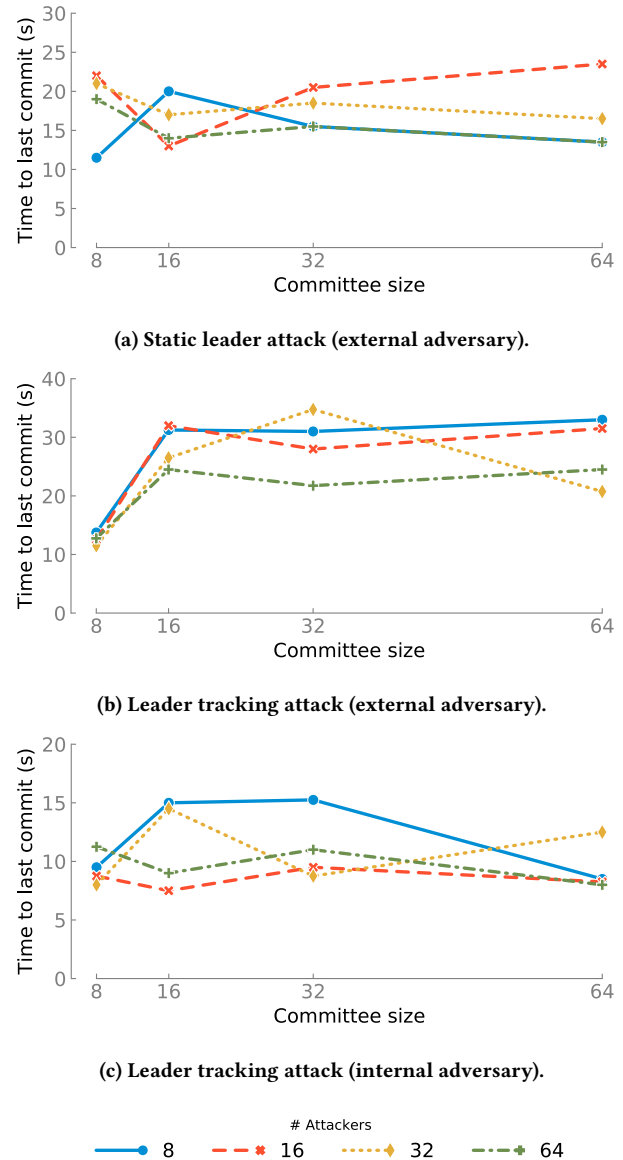 30
25
20
15
10
5
0
Time to last commit (s)
8 16 32 64
Committee size
(a) Static leader attack (external adversary).
40
30
20
10
0
Time to last commit (s)
8 16 32 64
Committee size
(b) Leader tracking attack (external adversary).
20
15
10
5
0
Time to last commit (s)
8 16 32 64
Committee size
(c) Leader tracking attack (internal adversary).
# Attackers
8 16 32 64